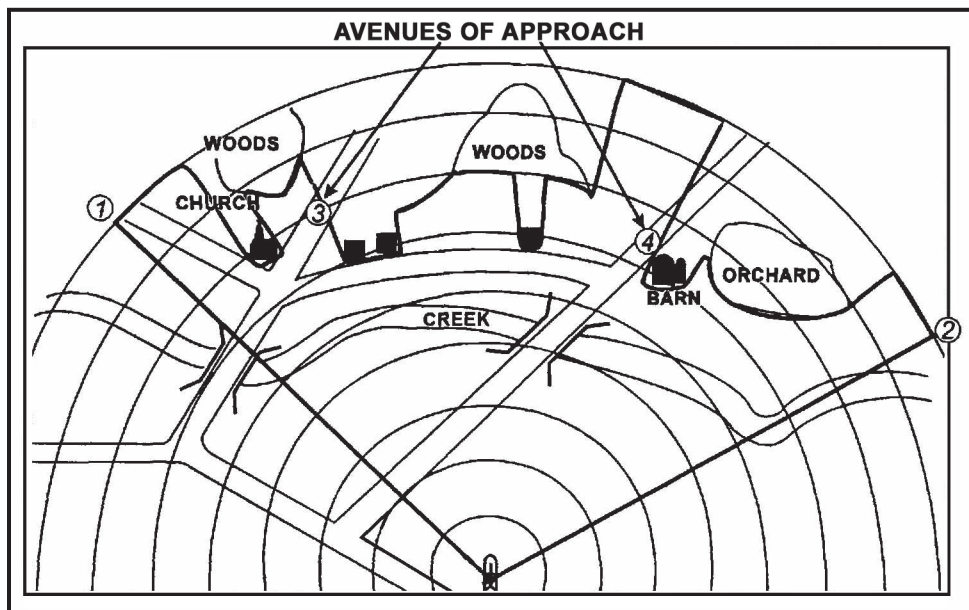 AVENUES OF APPROACH
WOODS
WOODS
CHURCH
1
3
4
ORCHARD
BARN
CREEK
2